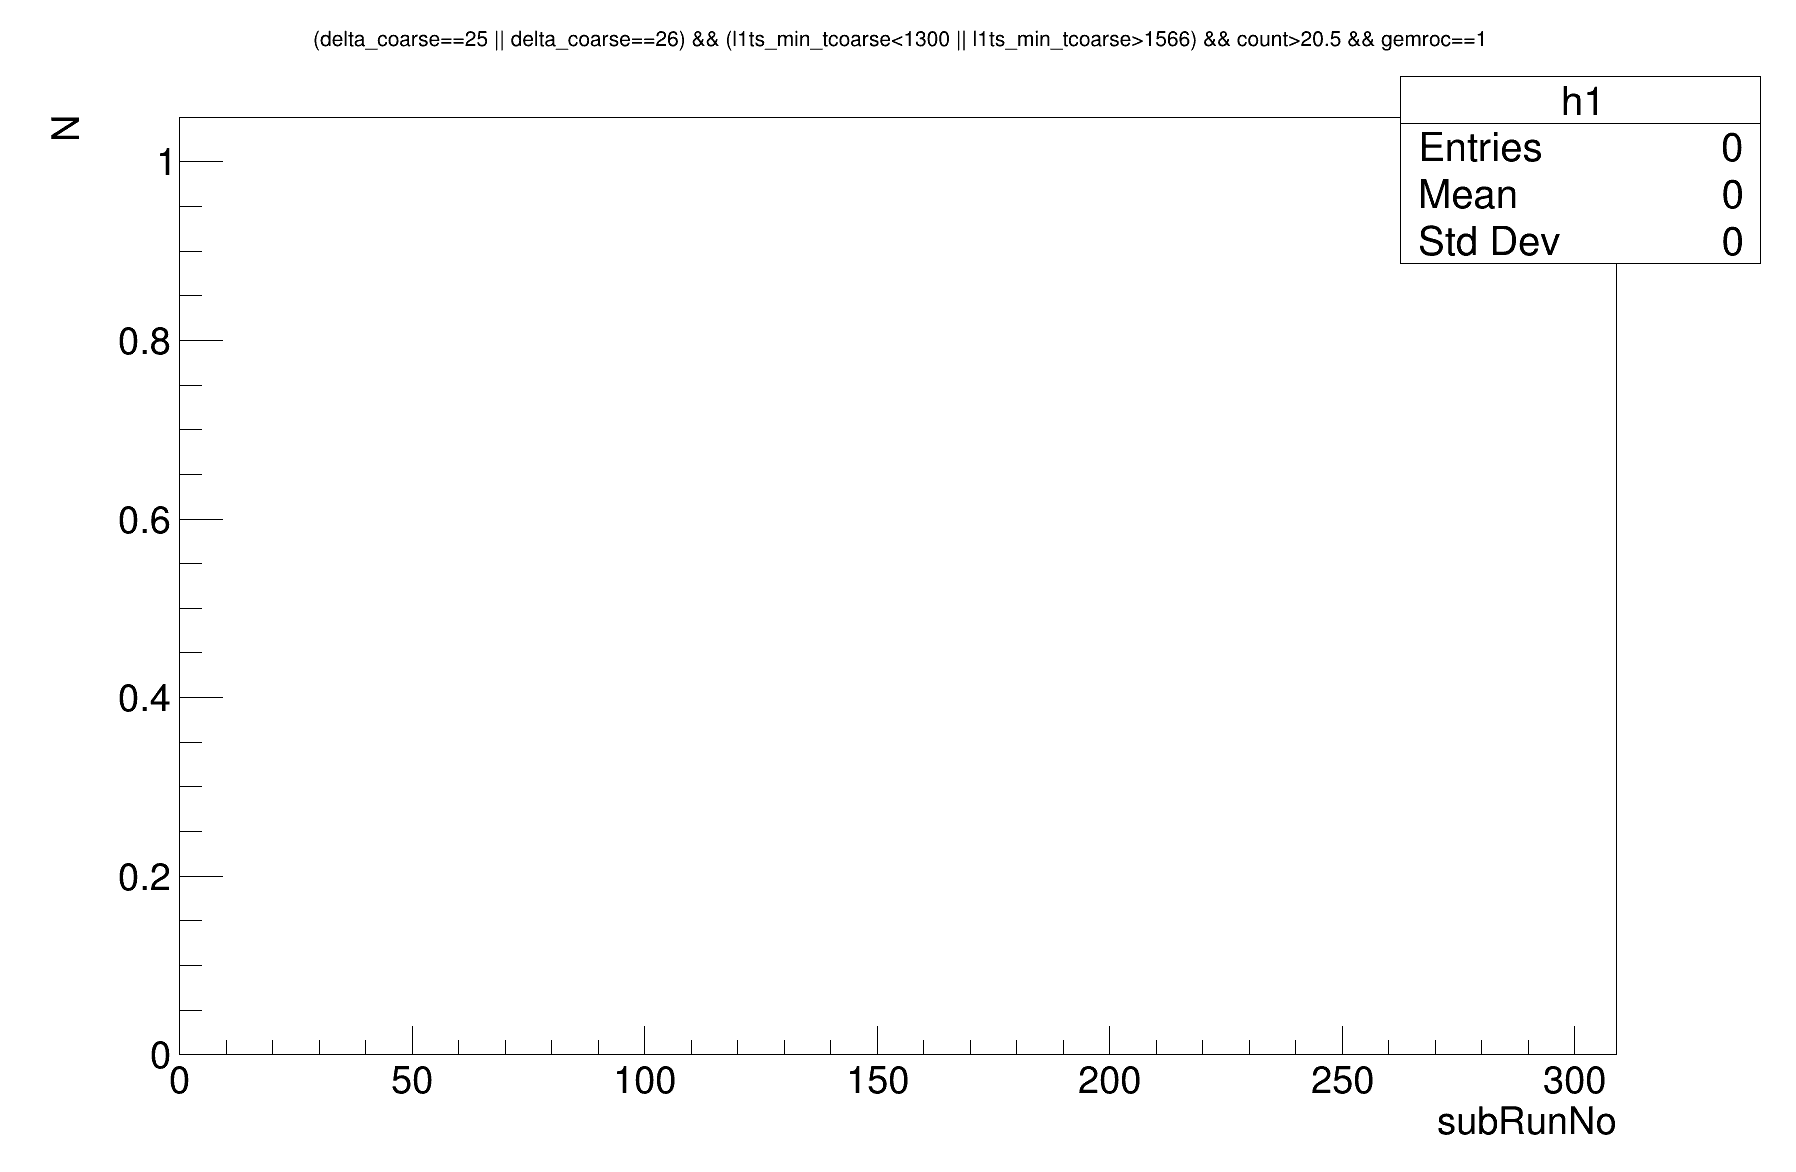 (delta_coarse==25 || delta_coarse==26) && (l1ts_min_tcoarse<1300 || l1ts_min_tcoarse>1566) && count>20.5 && gemroc==1
h1
Entries 0
Mean 0
Std Dev 0
N
1
0.8
0.6
0.4
0.2
0
0 50 100 150 200 250 300
subRunNo